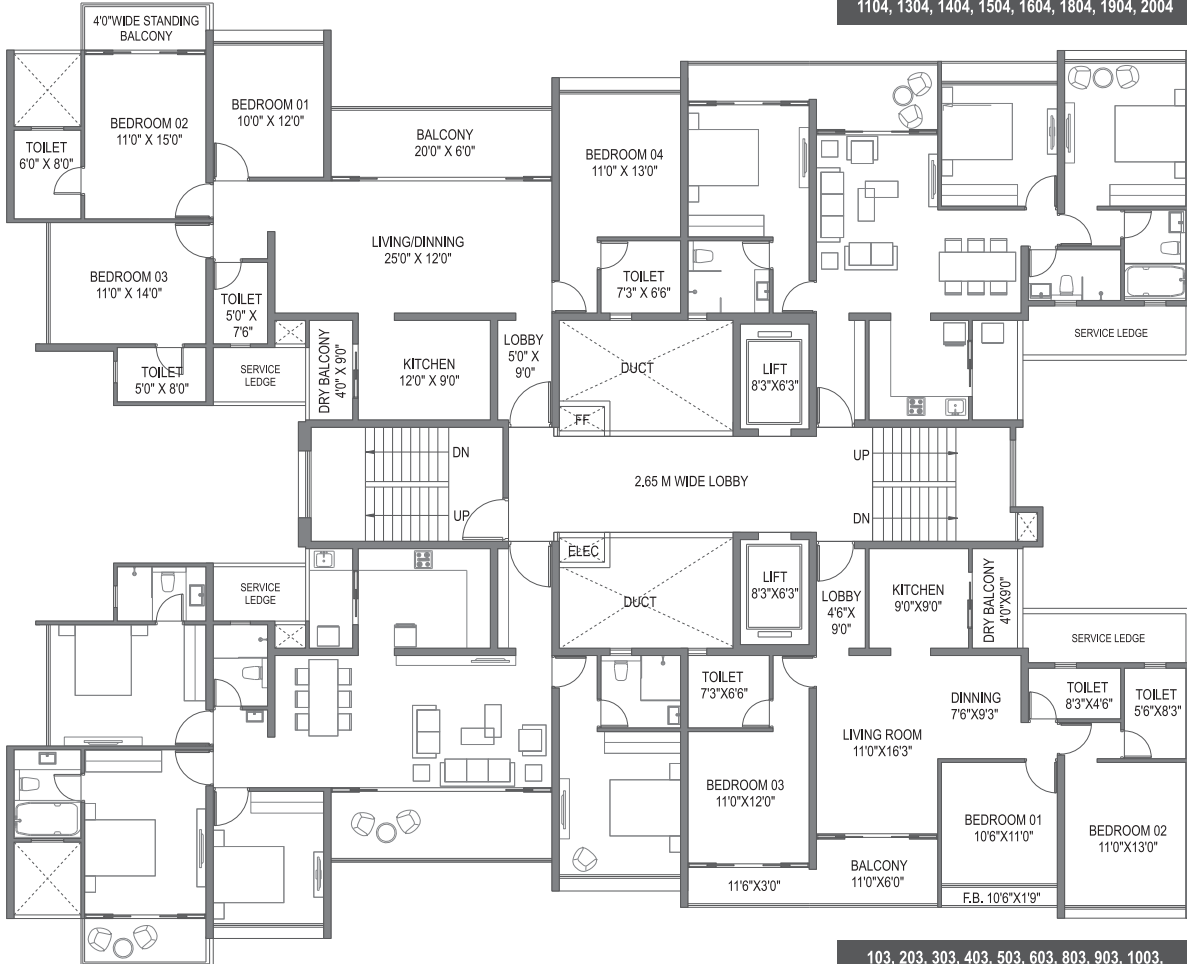 1104, 1304, 1404, 1504, 1604, 1804, 1904, 2004
4'0"WIDE STANDING
BALCONY
BEDROOM 01
10'0" X 12'0"
BEDROOM 02
11'0" X 15'0"
TOILET
6'0" X 8'0"
BALCONY
20'0" X 6'0"
BEDROOM 04
11'0" X 13'0"
LIVING/DINNING
25'0" X 12'0"
BEDROOM 03
11'0" X 14'0"
TOILET
7'3" X 6'6"
TOILET
5'0" X
7'6"
SERVICE LEDGE
LOBBY
5'0" X
9'0"
KITCHEN
12'0" X 9'0"
DRY BALCONY
4'0" X 9'0"
SERVICE
LEDGE
TOILET
5'0" X 8'0"
DUCT
LIFT
8'3"X6'3"
FF
DN
UP
2.65 M WIDE LOBBY
UP
DN
ELEC
DUCT
LIFT
8'3"X6'3"
SERVICE
LEDGE
LOBBY
4'6"X
9'0"
KITCHEN
9'0"X9'0"
DRY BALCONY
4'0"X9'0"
SERVICE LEDGE
TOILET
7'3"X6'6"
DINNING
7'6"X9'3"
TOILET
8'3"X4'6"
TOILET
5'6"X8'3"
LIVING ROOM
11'0"X16'3"
BEDROOM 03
11'0"X12'0"
BEDROOM 01
10'6"X11'0"
BEDROOM 02
11'0"X13'0"
BALCONY
11'0"X6'0"
11'6"X3'0"
F.B. 10'6"X1'9"
103, 203, 303, 403, 503, 603, 803, 903, 1003,